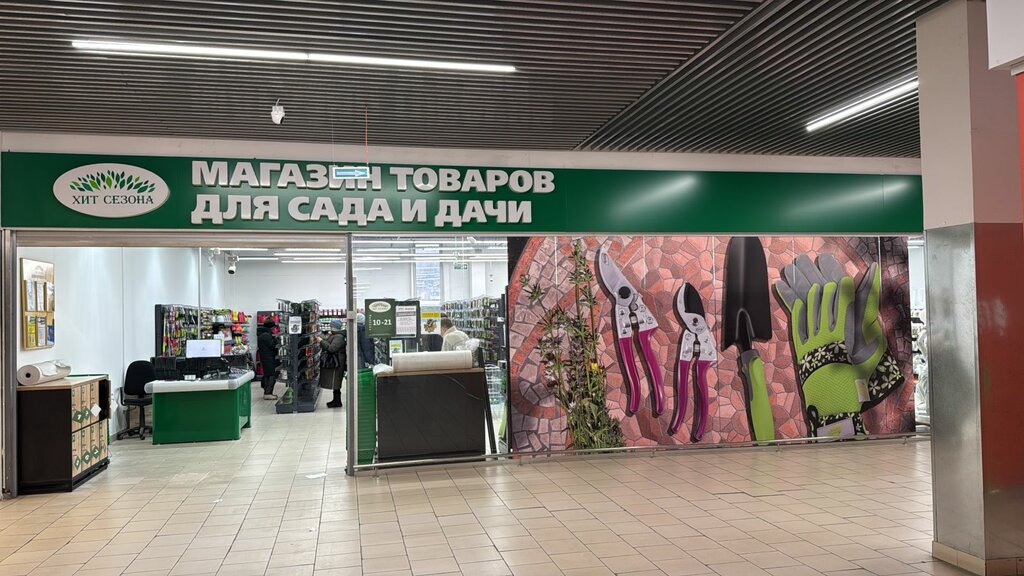 ХИТ СЕЗОНА
МАГАЗИН ТОВАРОВ
ДЛЯ САДА И ДАЧИ
10-21